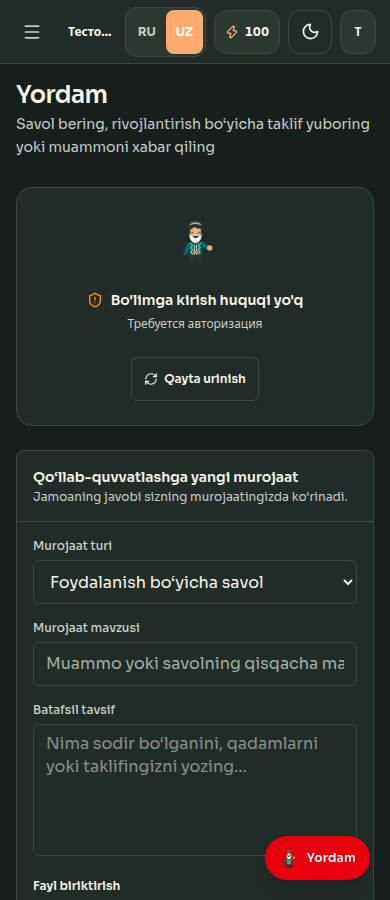 Тесто...
RU
UZ
100
T
Yordam
Savol bering, rivojlantirish bo‘yicha taklif yuboring
yoki muammoni xabar qiling
Bo'limga kirish huquqi yo'q
Требуется авторизация
Qayta urinish
Qo‘llab-quvvatlashga yangi murojaat
Jamoaning javobi sizning murojaatingizda ko‘rinadi.
Murojaat turi
Foydalanish bo‘yicha savol
Murojaat mavzusi
Muammo yoki savolning qisqacha ma
Batafsil tavsif
Nima sodir bo‘lganini, qadamlarni
yoki taklifingizni yozing...
Yordam
Fayl biriktirish